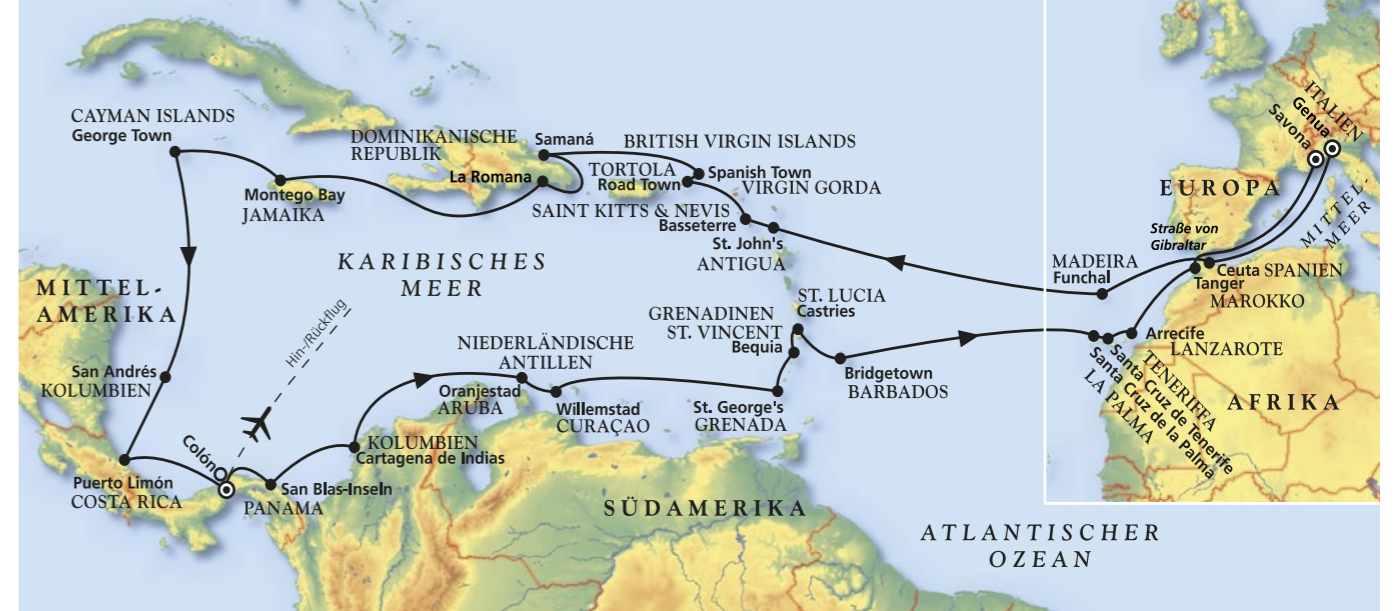 CAYMAN ISLANDS
George Town
DOMINIKANISCHE
REPUBLIK
Samaná
BRITISH VIRGIN ISLANDS
La Romana
TORTOLA
Road Town
Spanish Town
VIRGIN GORDA
Montego Bay
JAMAIKA
SAINT KITTS & NEVIS
Basseterre
St. John's
ANTIGUA
KARIBISCHES
MEER
MITTEL-
AMERIKA
Hin-/Rückflug
GRENADINEN
ST. VINCENT
Bequia
ST. LUCIA
Castries
NIEDERLÄNDISCHE
ANTILLEN
San Andrés
KOLUMBIEN
Oranjestad
ARUBA
Willemstad
CURAÇAO
St. George's
GRENADA
Bridgetown
BARBADOS
Colón
KOLUMBIEN
Cartagena de Indias
Puerto Limón
COSTA RICA
San Blas-Inseln
PANAMA
SÜDAMERIKA
ATLANTISCHER
OZEAN
ITALIEN
Genua
Savona
EUROPA
MITTEL-
MEER
Straße von
Gibraltar
MADEIRA
Funchal
Ceuta SPANIEN
Tanger
MAROKKO
Arrecife
LANZAROTE
TENERIFFA
Santa Cruz de Tenerife
Santa Cruz de la Palma
LA PALMA
AFRIKA